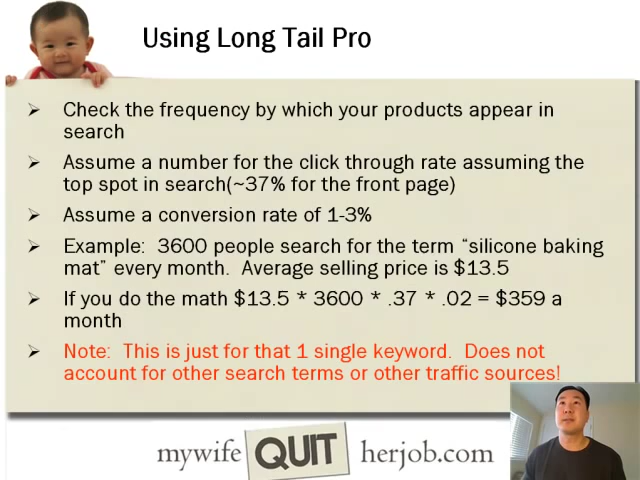 Using Long Tail Pro
Check the frequency by which your products appear in
search
Assume a number for the click through rate assuming the
top spot in search(~37% for the front page)
Assume a conversion rate of 1-3%
Example:  3600 people search for the term “silicone baking
mat” every month.  Average selling price is $13.5
If you do the math $13.5 * 3600 * .37 * .02 = $359 a
month
Note:  This is just for that 1 single keyword.  Does not
account for other search terms or other traffic sources!
mywife QUIT herjob.com